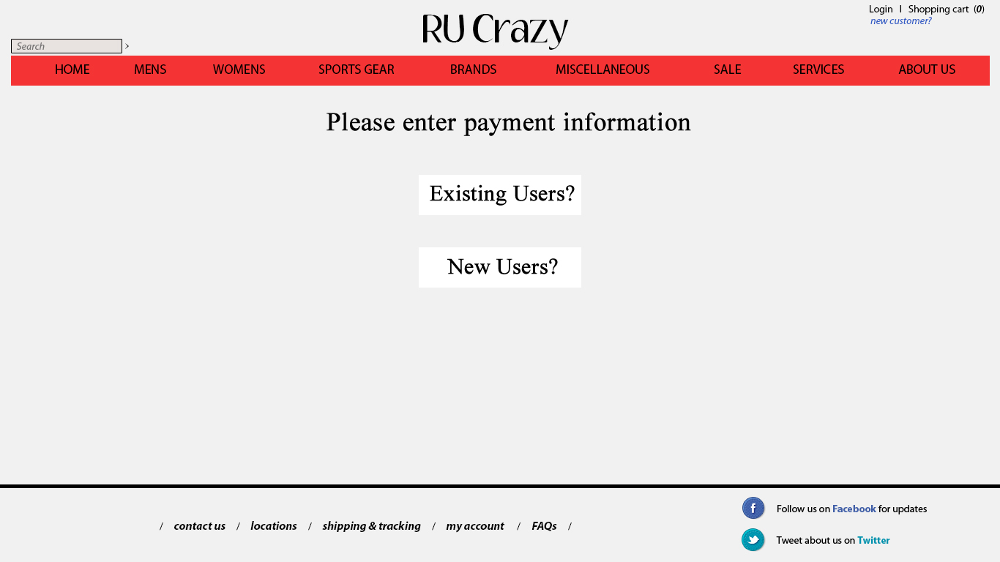 RU Crazy
Login | Shopping cart (0)
new customer?
Search >
HOME MENS WOMENS SPORTS GEAR BRANDS MISCELLANEOUS SALE SERVICES ABOUT US
Please enter payment information
Existing Users?
New Users?
/ contact us / locations / shipping & tracking / my account / FAQs /
f Follow us on Facebook for updates
Tweet about us on Twitter